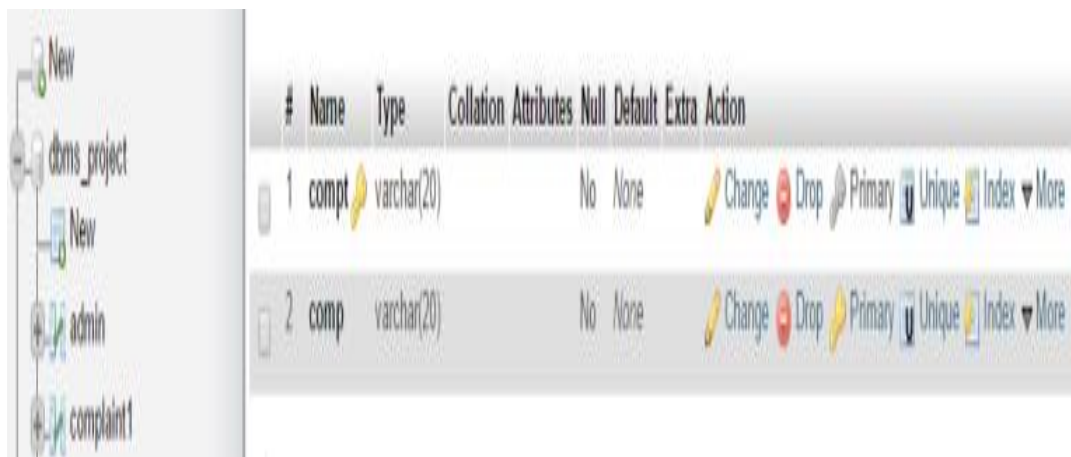 New
dbms_project
New
admin
complaint1
# Name Type Collation Attributes Null Default Extra Action
1 compt varchar(20) No None Change Drop Primary Unique Index More
2 comp varchar(20) No None Change Drop Primary Unique Index More